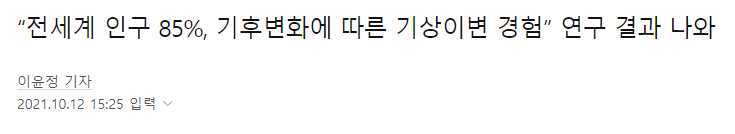 “전세계 인구 85%, 기후변화에 따른 기상이변 경험” 연구 결과 나와
이윤정 기자
2021.10.12 15:25 입력